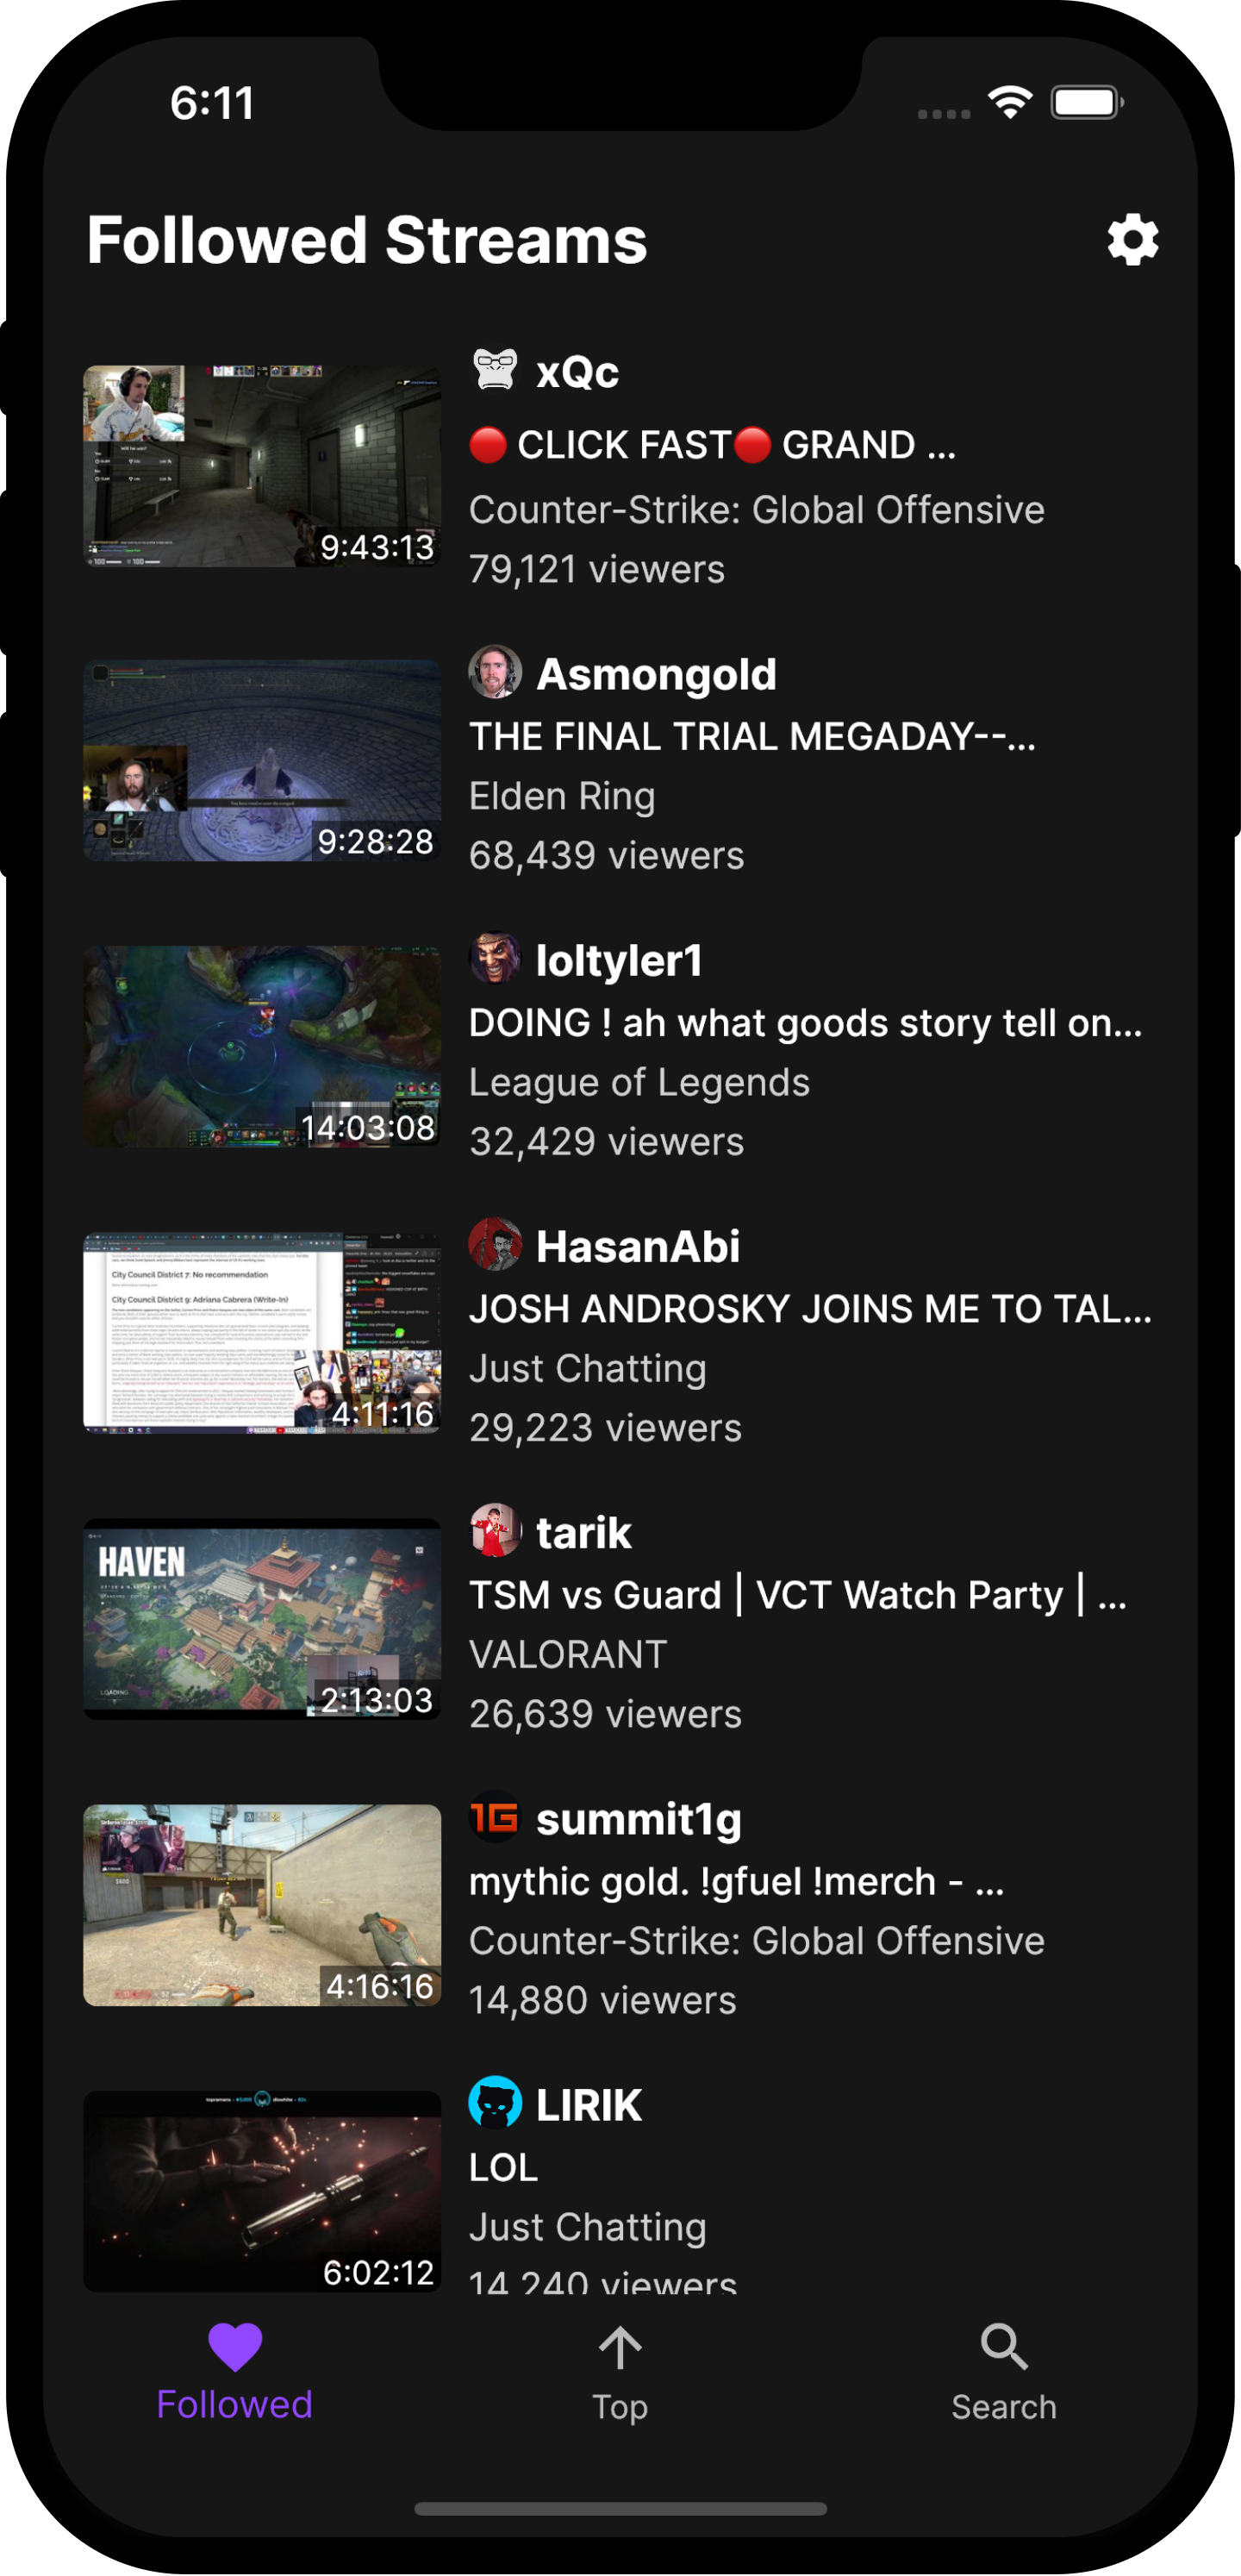 6:11
Followed Streams
xQc
🔴 CLICK FAST🔴 GRAND ...
Counter-Strike: Global Offensive
79,121 viewers
9:43:13
Asmongold
THE FINAL TRIAL MEGADAY--...
Elden Ring
68,439 viewers
9:28:28
loltyler1
DOING ! ah what goods story tell on...
League of Legends
32,429 viewers
14:03:08
HasanAbi
JOSH ANDROSKY JOINS ME TO TAL...
Just Chatting
29,223 viewers
City Council District 7: No recommendation
City Council District 9: Adriana Cabrera (Write-In)
4:11:16
tarik
TSM vs Guard | VCT Watch Party | ...
VALORANT
26,639 viewers
HAVEN
LOADING
2:13:03
1G
summit1g
mythic gold. !gfuel !merch - ...
Counter-Strike: Global Offensive
14,880 viewers
4:16:16
LIRIK
LOL
Just Chatting
14,240 viewers
6:02:12
Followed
Top
Search